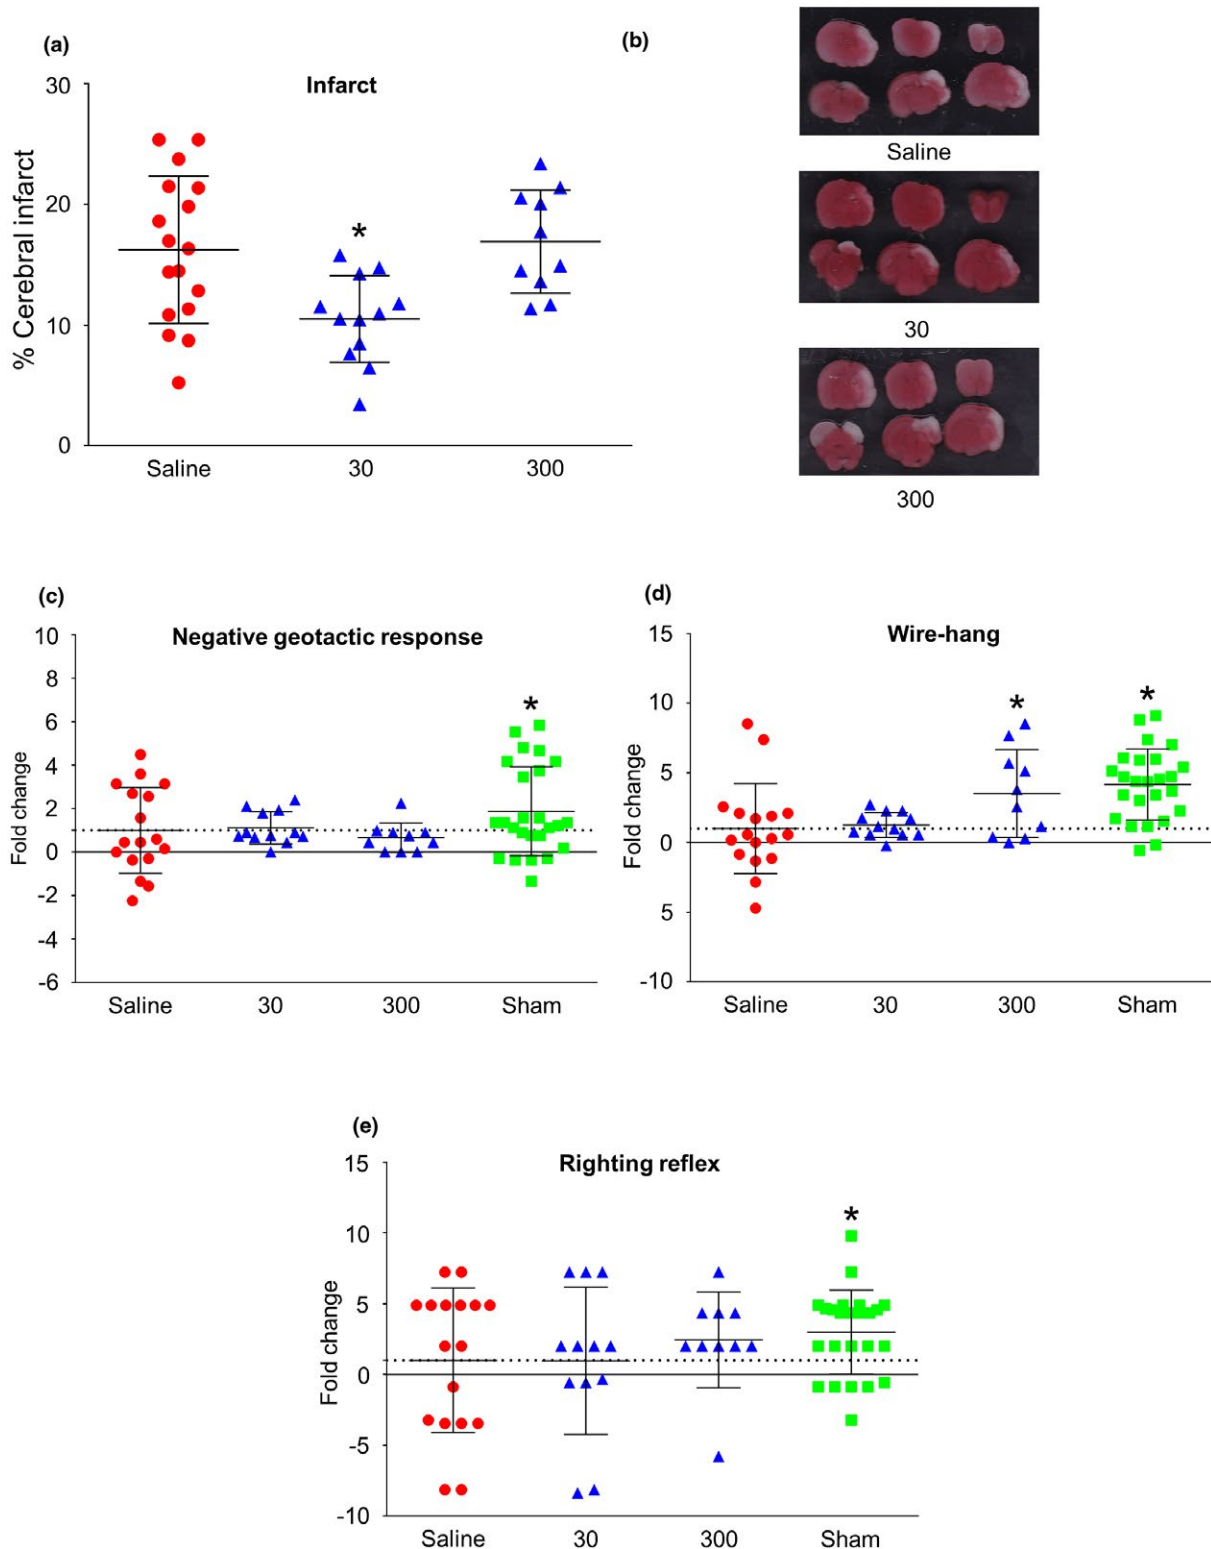 (a)
Infarct
% Cerebral infarct
30
20
10
0
*
Saline
30
300
(b)
Saline
30
300
(c)
Negative geotactic response
Fold change
10
8
6
4
2
0
-2
-4
-6
*
Saline
30
300
Sham
(d)
Wire-hang
Fold change
15
10
5
0
5
-10
*
*
Saline
30
300
Sham
(e)
Righting reflex
Fold change
15
10
5
0
-5
-10
*
Saline
30
300
Sham